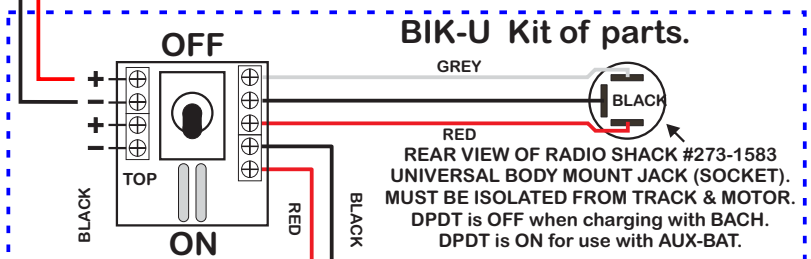 BIK-U Kit of parts.
OFF
GREY
+
−
+
−
BLACK
RED
TOP
BLACK
RED
BLACK
ON
REAR VIEW OF RADIO SHACK #273-1583
UNIVERSAL BODY MOUNT JACK (SOCKET).
MUST BE ISOLATED FROM TRACK & MOTOR.
DPDT is OFF when charging with BACH.
DPDT is ON for use with AUX-BAT.